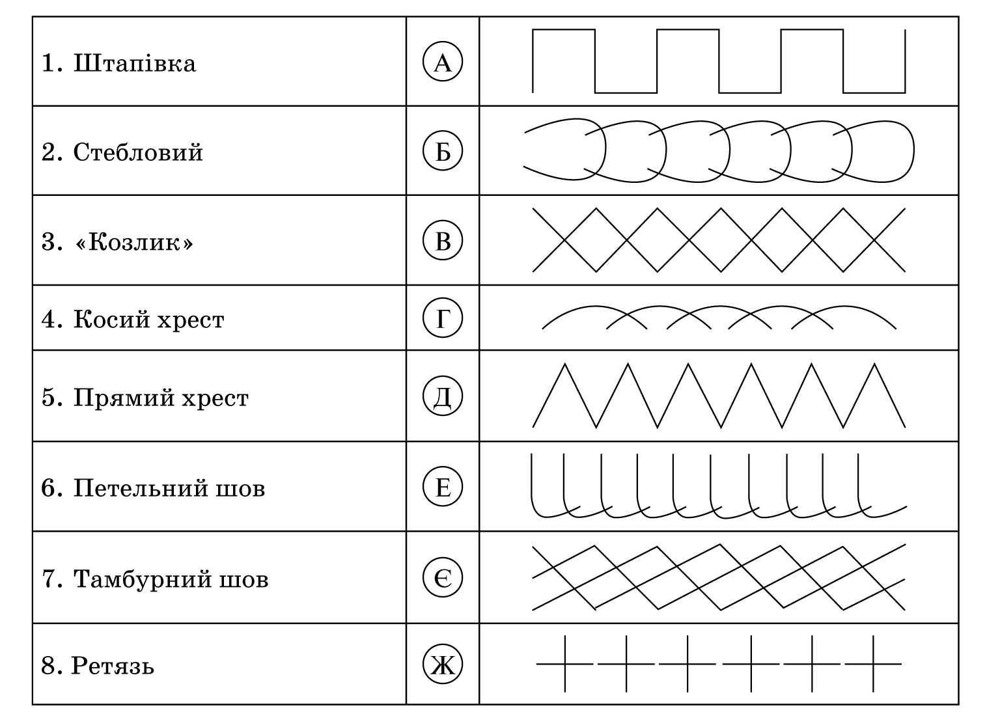 1. Штапівка А
2. Стебловий Б
3. «Козлик» В
4. Косий хрест Г
5. Прямий хрест Д
6. Петельний шов Е
7. Тамбурний шов Є
8. Ретязь Ж